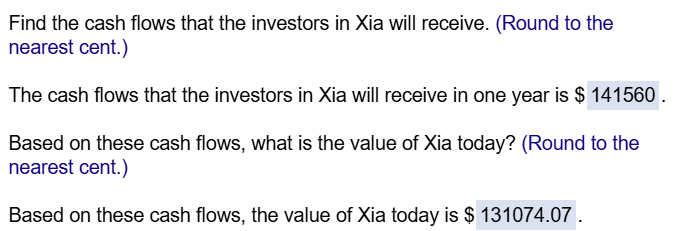 Find the cash flows that the investors in Xia will receive. (Round to the
nearest cent.)
The cash flows that the investors in Xia will receive in one year is $ 141560 .
Based on these cash flows, what is the value of Xia today? (Round to the
nearest cent.)
Based on these cash flows, the value of Xia today is $ 131074.07 .